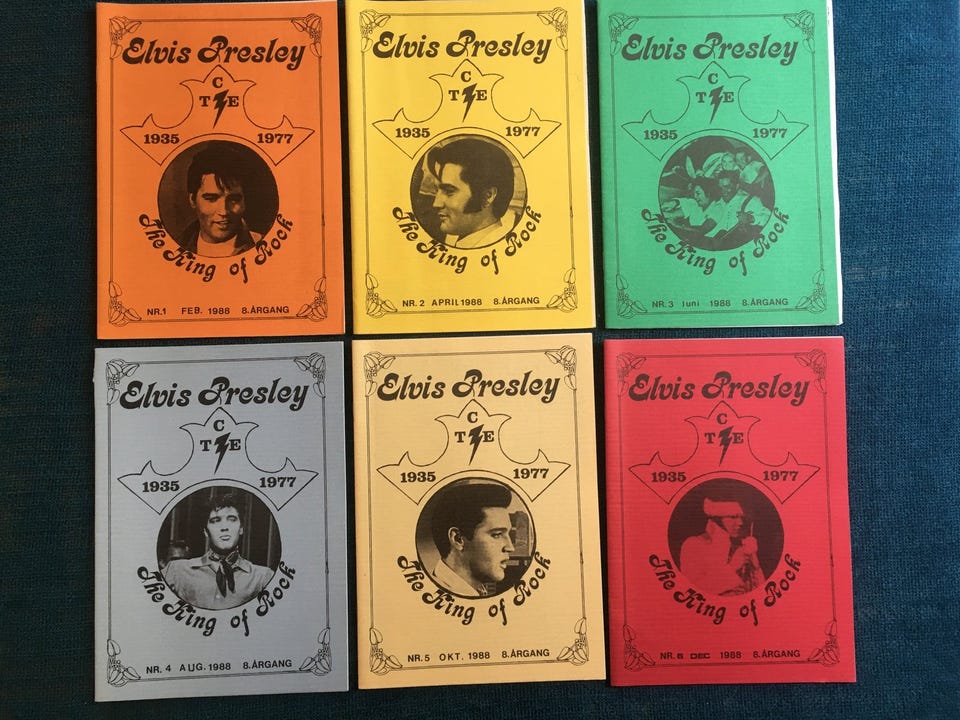 Elvis Presley
C
T E
1935 1977
The King of Rock
NR.1 FEB. 1988 8.ÅRGANG
Elvis Presley
C
T E
1935 1977
The King of Rock
NR. 2 APRIL 1988 8.ÅRGANG
Elvis Presley
C
T E
1935 1977
The King of Rock
NR. 3 Juni 1988 8.ÅRGANG
Elvis Presley
C
T E
1935 1977
The King of Rock
NR. 4 AUG. 1988 8.ÅRGANG
Elvis Presley
C
T E
1935 1977
The King of Rock
NR. 5 OKT. 1988 8.ÅRGANG
Elvis Presley
C
T E
1935 1977
The King of Rock
NR. 6 DEC 1988 8.ÅRGANG